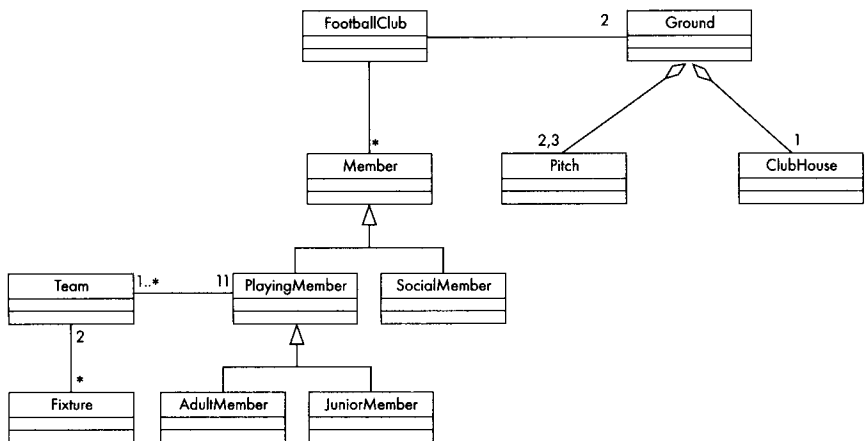 FootballClub
2
Ground
*
2,3
1
Member
Pitch
ClubHouse
Team
1..*
11
PlayingMember
SocialMember
2
*
Fixture
AdultMember
JuniorMember